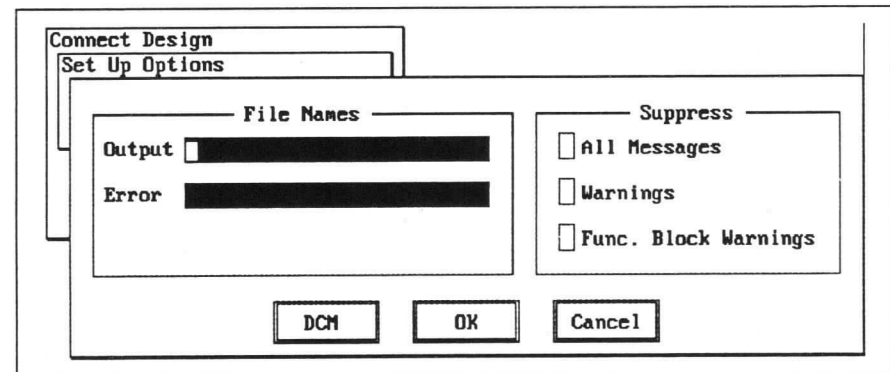 Connect Design
Set Up Options
File Names
Output
Error
Suppress
All Messages
Warnings
Func. Block Warnings
DCM
OK
Cancel